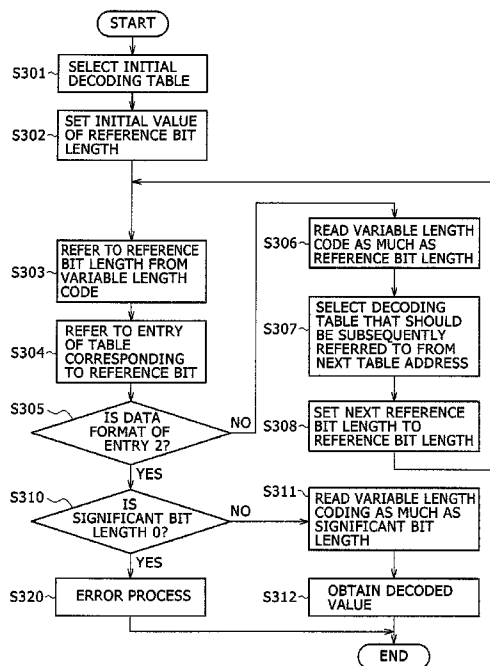 START
S301
SELECT INITIAL
DECODING TABLE
S302
SET INITIAL VALUE
OF REFERENCE BIT
LENGTH
S303
REFER TO REFERENCE
BIT LENGTH FROM
VARIABLE LENGTH
CODE
S304
REFER TO ENTRY
OF TABLE
CORRESPONDING
TO REFERENCE BIT
S305
IS DATA
FORMAT OF
ENTRY 2?
NO
YES
S306
READ VARIABLE LENGTH
CODE AS MUCH AS
REFERENCE BIT LENGTH
S307
SELECT DECODING
TABLE THAT SHOULD
BE SUBSEQUENTLY
REFERRED TO FROM
NEXT TABLE ADDRESS
S308
SET NEXT REFERENCE
BIT LENGTH TO
REFERENCE BIT LENGTH
S310
IS
SIGNIFICANT BIT
LENGTH 0?
NO
YES
S311
READ VARIABLE LENGTH
CODING AS MUCH AS
SIGNIFICANT BIT
LENGTH
S320
ERROR PROCESS
S312
OBTAIN DECODED
VALUE
END